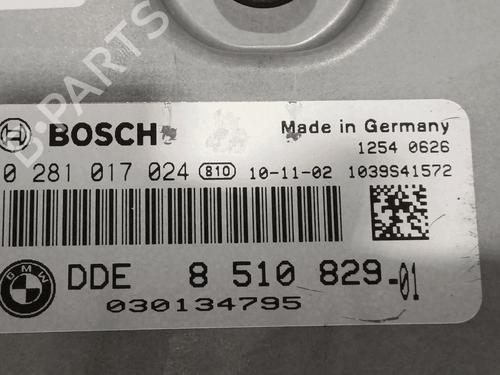 B-PARTS
BOSCH
Made in Germany
1254 0626
0 281 017 024 810 10-11-02 1039S41572
BMW
DDE 8 510 829-01
030134795